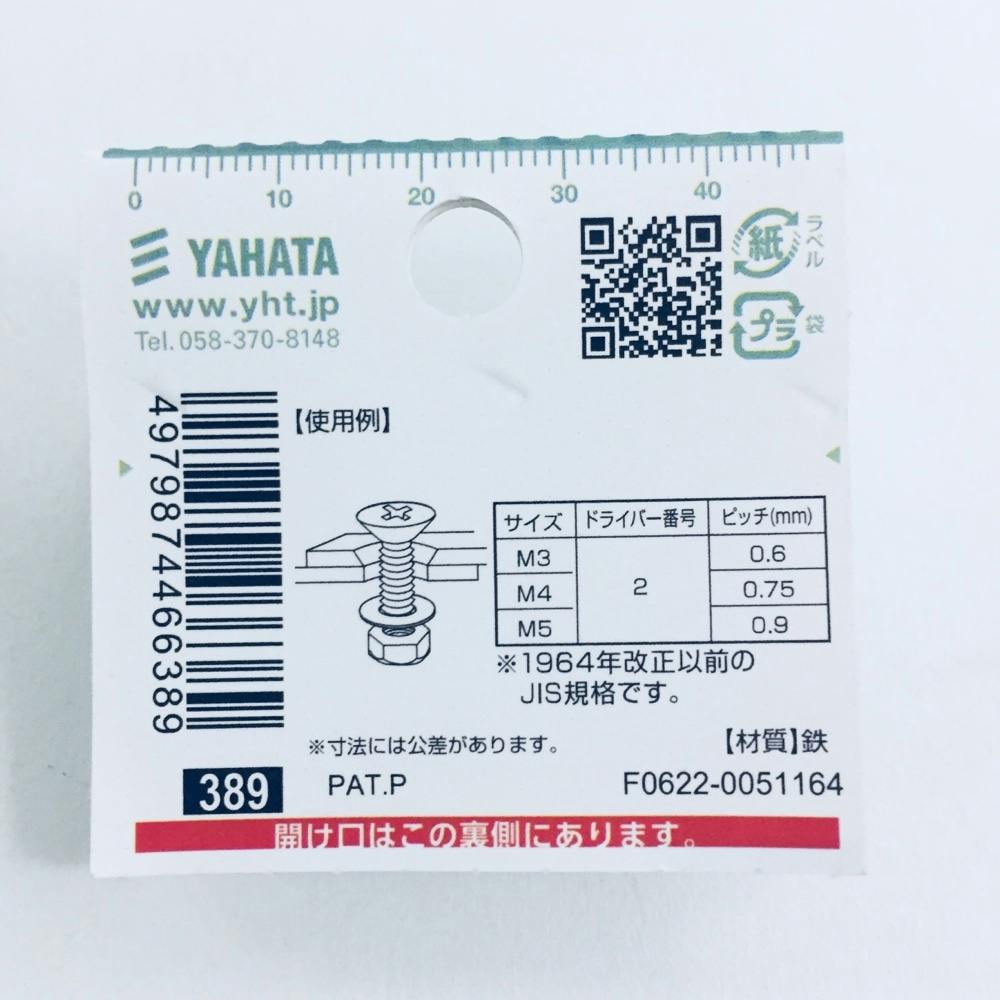 0 10 20 30 40
YAHATA
www.yht.jp
Tel.058-370-8148
紙 ラベル
プラ 袋
4979874466389
【使用例】
サイズ ドライバー番号 ピッチ(mm)
M3 2 0.6
M4 0.75
M5 0.9
※1964年改正以前の
JIS規格です。
※寸法には公差があります。
【材質】鉄
389 PAT.P F0622-0051164
開け口はこの裏側にあります。